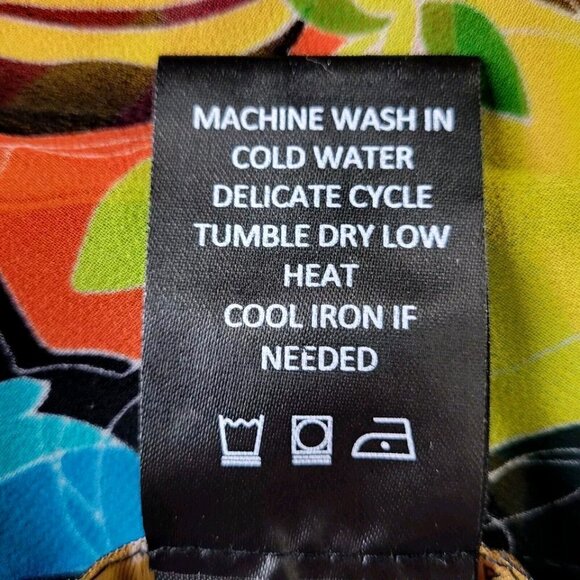 MACHINE WASH IN
COLD WATER
DELICATE CYCLE
TUMBLE DRY LOW
HEAT
COOL IRON IF
NEEDED